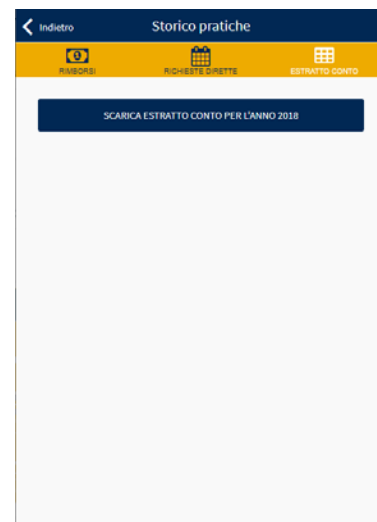 Indietro
Storico pratiche
RIMBORSI
RICHIESTE DIRETTE
ESTRATTO CONTO
SCARICA ESTRATTO CONTO PER L'ANNO 2018